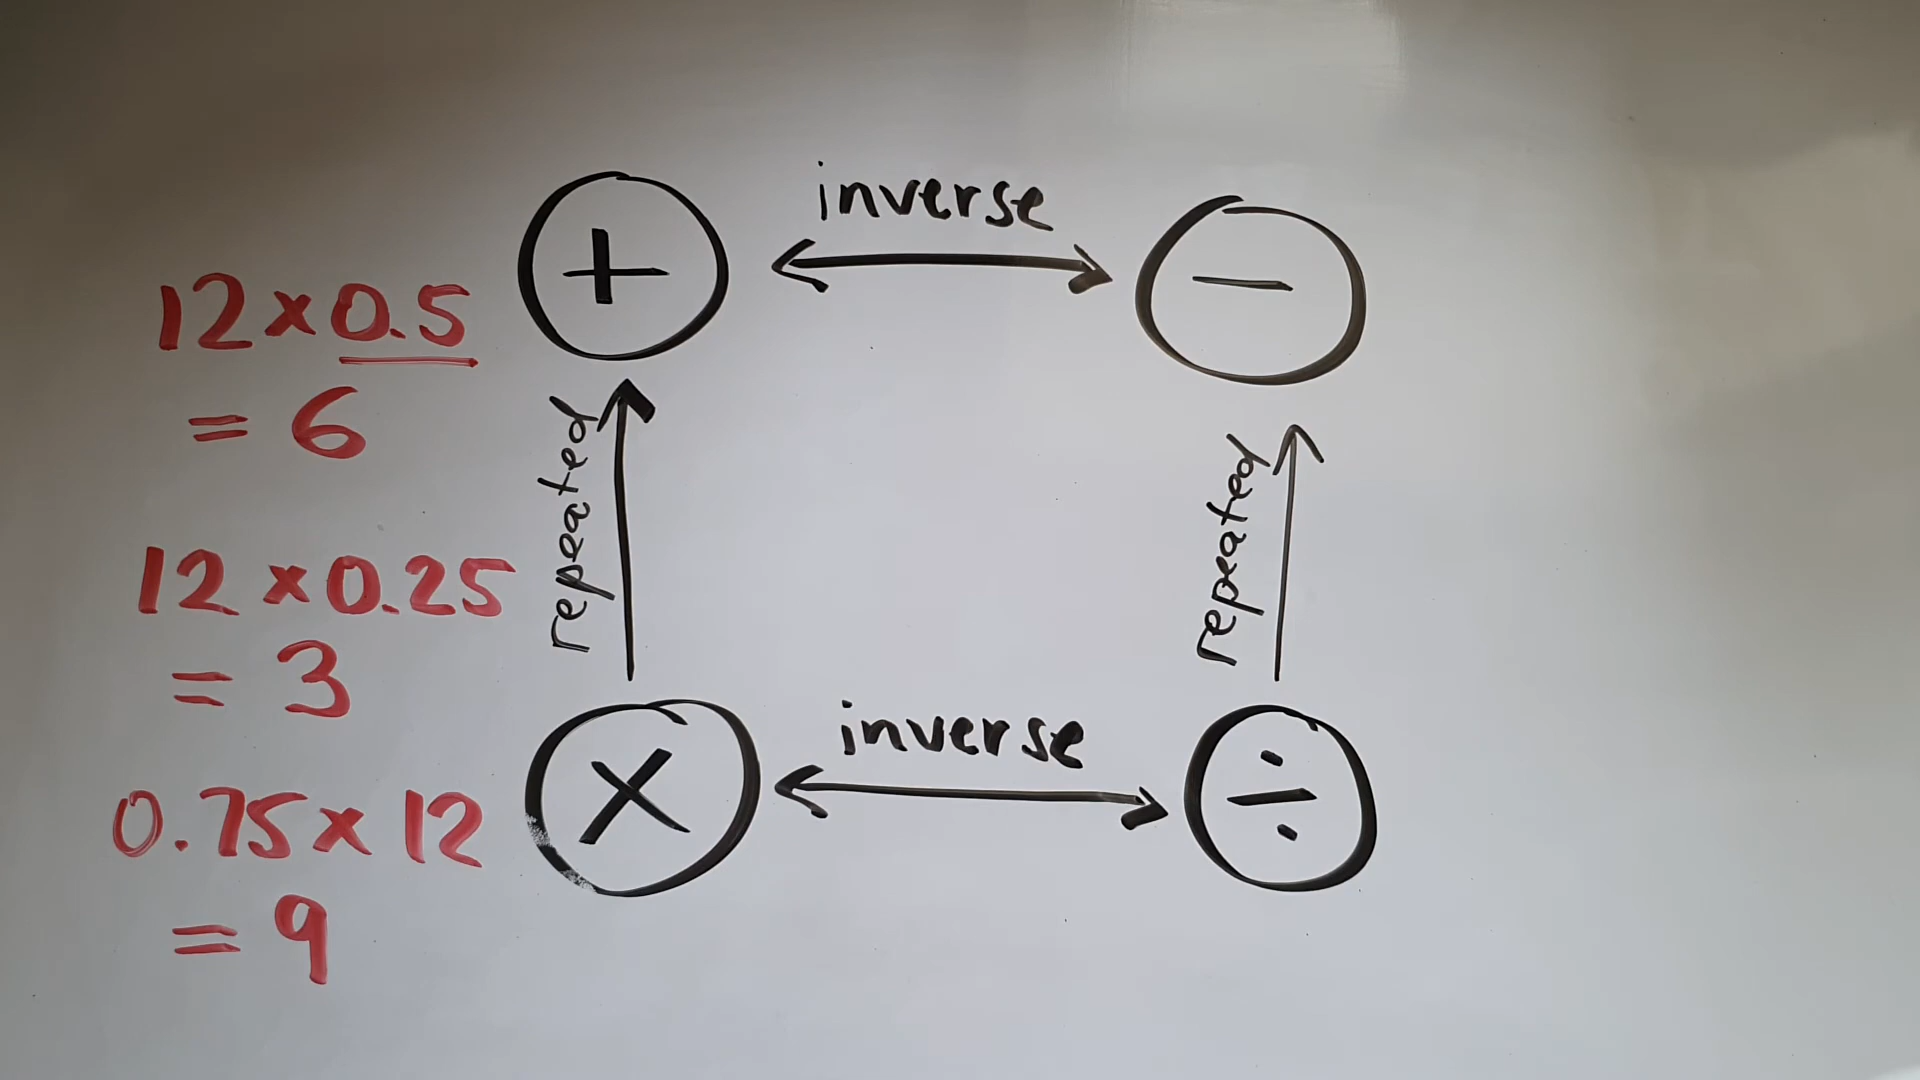 inverse
+
−
12×0.5
= 6
repeated
repeated
12×0.25
= 3
inverse
×
÷
0.75×12
= 9